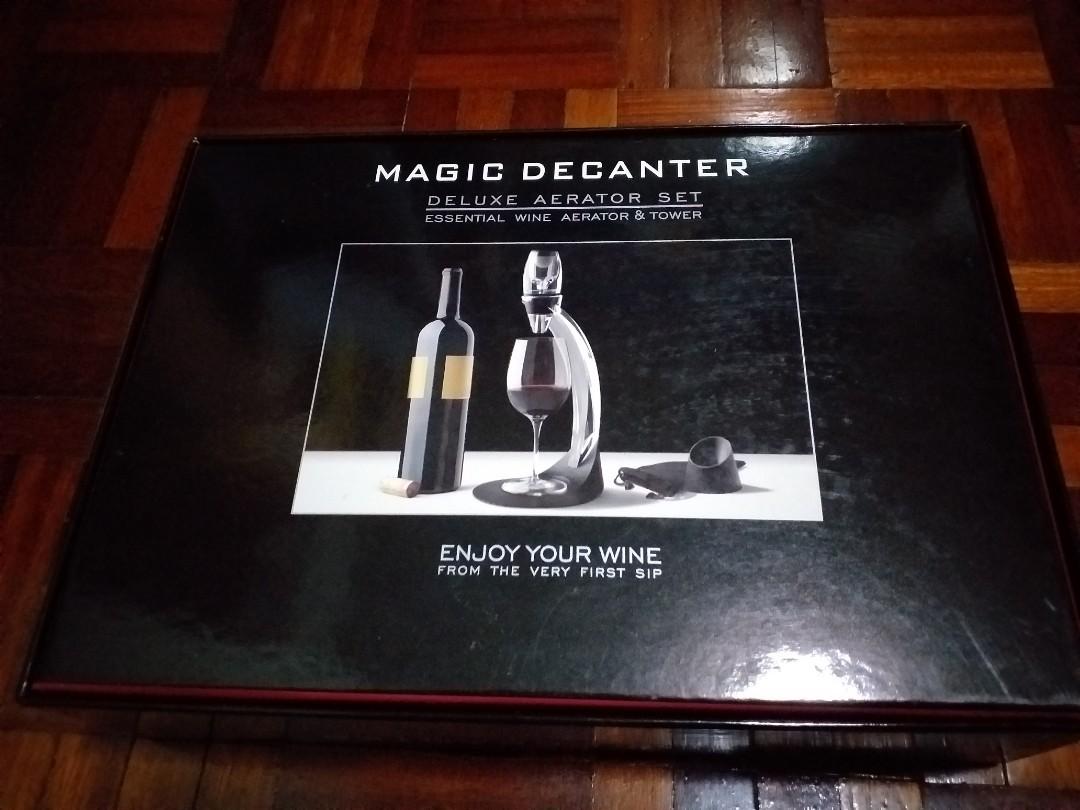 MAGIC DECANTER
DELUXE AERATOR SET
ESSENTIAL WINE AERATOR & TOWER
ENJOY YOUR WINE
FROM THE VERY FIRST SIP